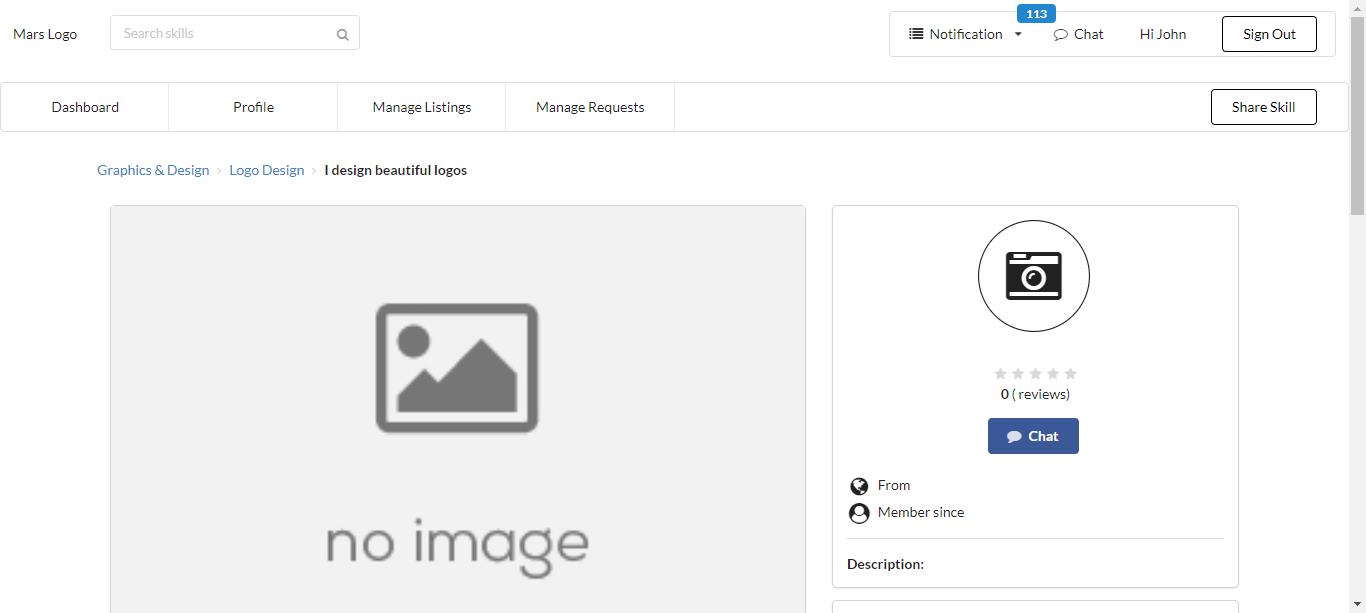 Mars Logo
Search skills
113
Notification
Chat
Hi John
Sign Out
Dashboard
Profile
Manage Listings
Manage Requests
Share Skill
Graphics & Design › Logo Design › I design beautiful logos
no image
0 ( reviews)
Chat
From
Member since
Description: